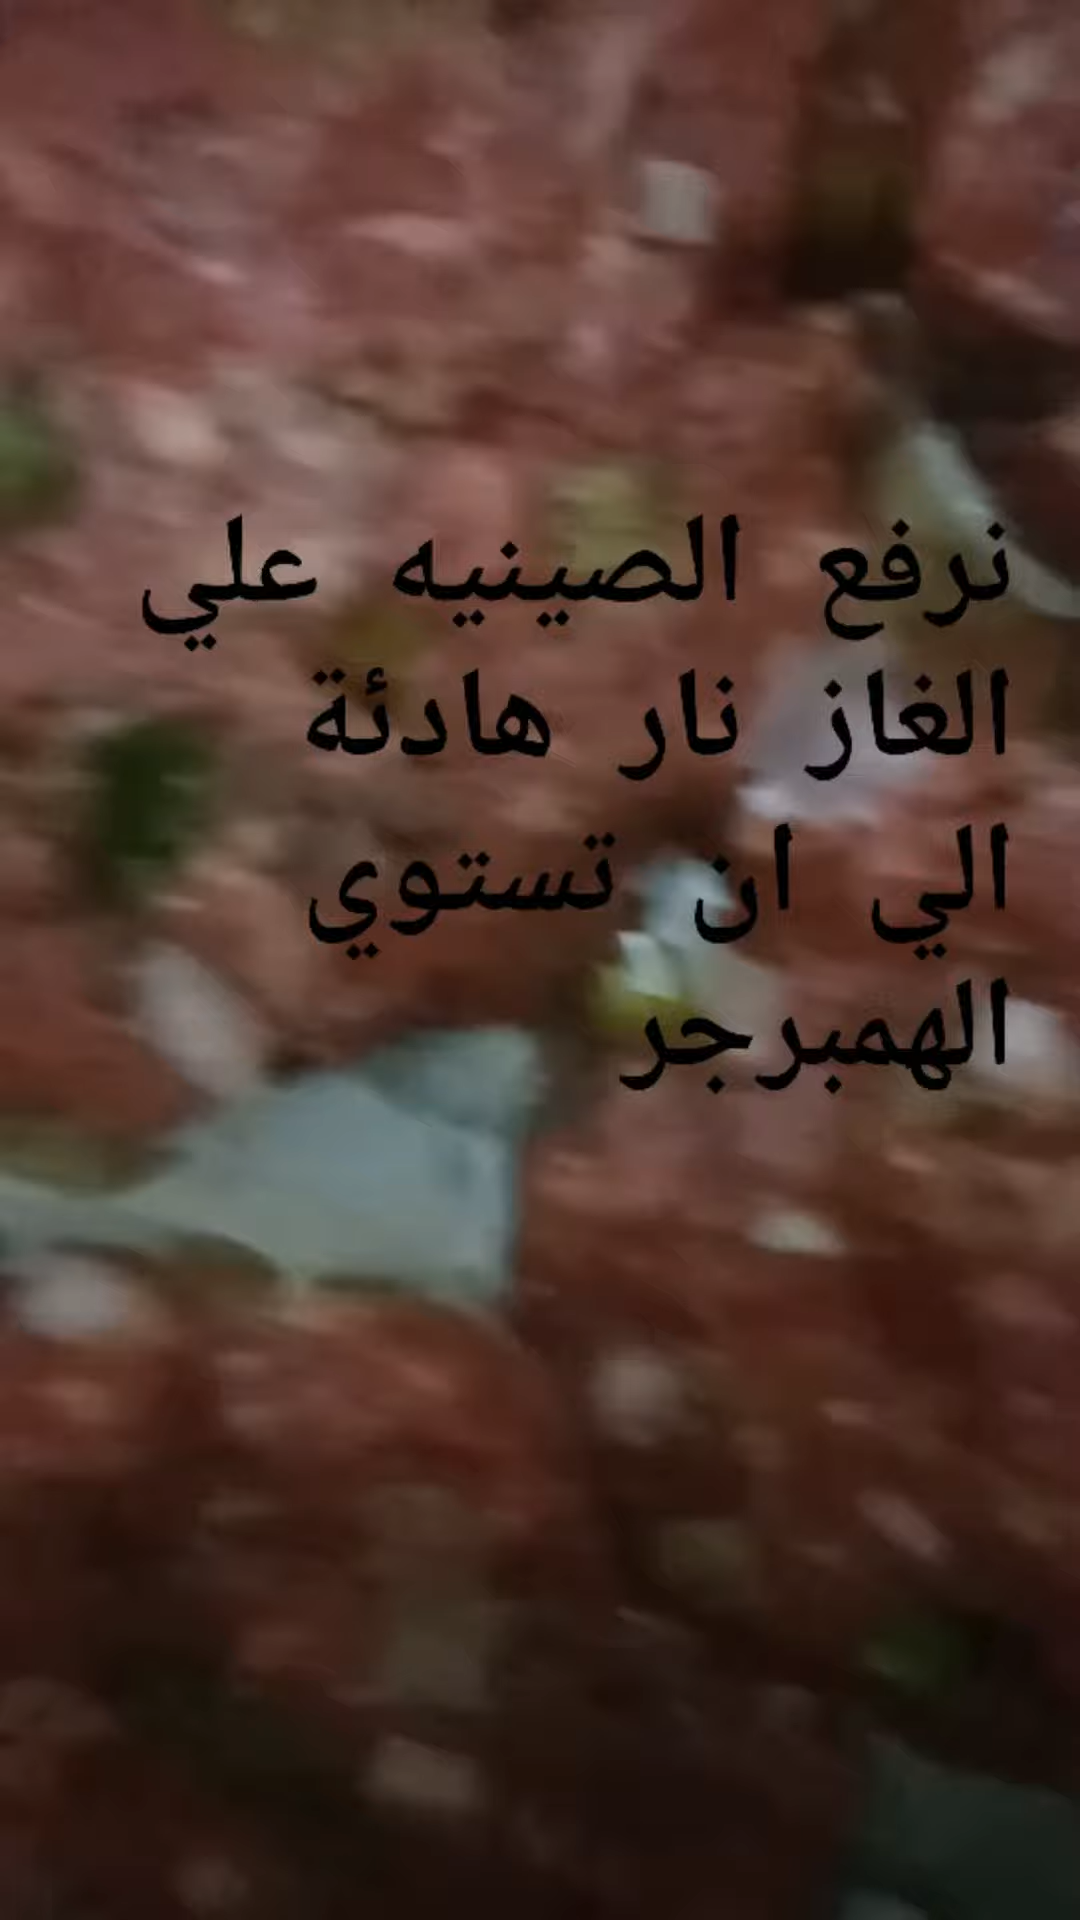 نرفع الصينيه علي
الغاز نار هادئة
الي ان تستوي
الهمبرجر